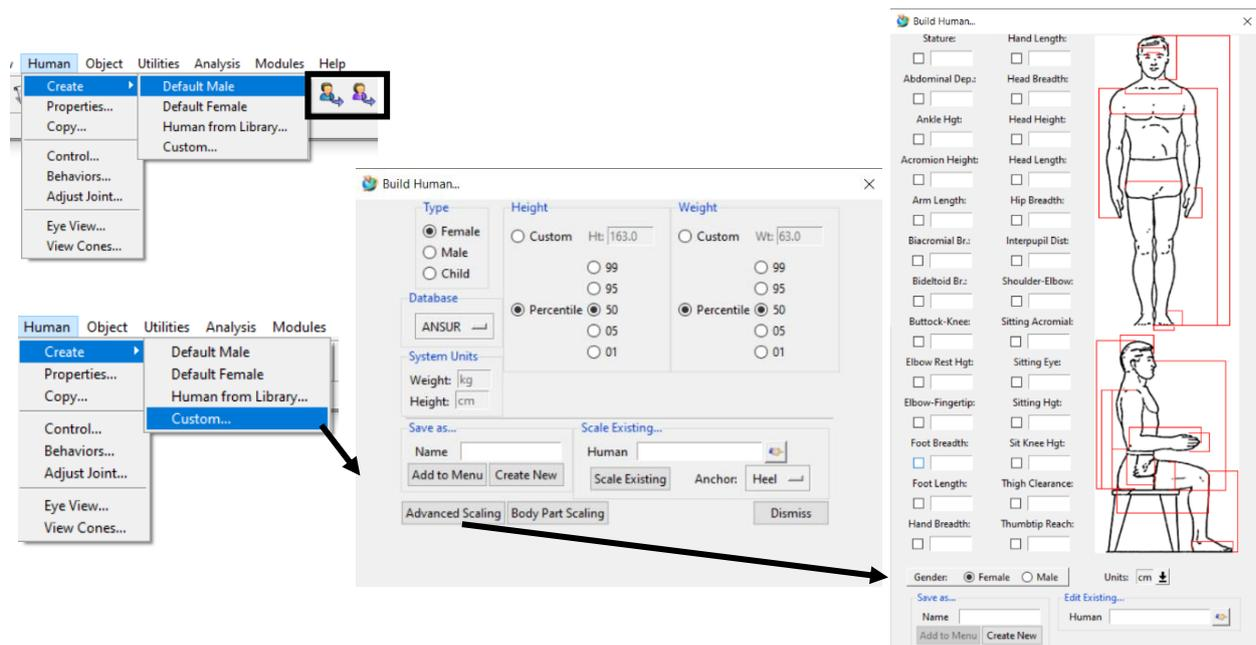 Human Object Utilities Analysis Modules Help
Create Default Male
Properties... Default Female
Copy... Human from Library...
Custom...
Control...
Behaviors...
Adjust Joint...
Eye View...
View Cones...
Human Object Utilities Analysis Modules
Create Default Male
Properties... Default Female
Copy... Human from Library...
Custom...
Control...
Behaviors...
Adjust Joint...
Eye View...
View Cones...
Build Human...
Type Height Weight
Female Custom Ht: 163.0 Custom Wt: 63.0
Male
Child 99 99
95 95
Database
Percentile 50 Percentile 50
ANSUR 05 05
System Units 01 01
Weight: kg
Height: cm
Save as... Scale Existing...
Name Human
Add to Menu Create New Scale Existing Anchor: Heel
Advanced Scaling Body Part Scaling Dismiss
Build Human...
Stature: Hand Length:
Abdominal Dep.: Head Breadth:
Ankle Hgt: Head Height:
Acromion Height: Head Length:
Arm Length: Hip Breadth:
Biacromial Br.: Interpupil Dist:
Bideltoid Br.: Shoulder-Elbow:
Buttock-Knee: Sitting Acromial:
Elbow Rest Hgt: Sitting Eye:
Elbow-Fingertip: Sitting Hgt:
Foot Breadth: Sit Knee Hgt:
Foot Length: Thigh Clearance:
Hand Breadth: Thumbtip Reach:
Gender: Female Male Units: cm
Save as... Edit Existing...
Name Human
Add to Menu Create New